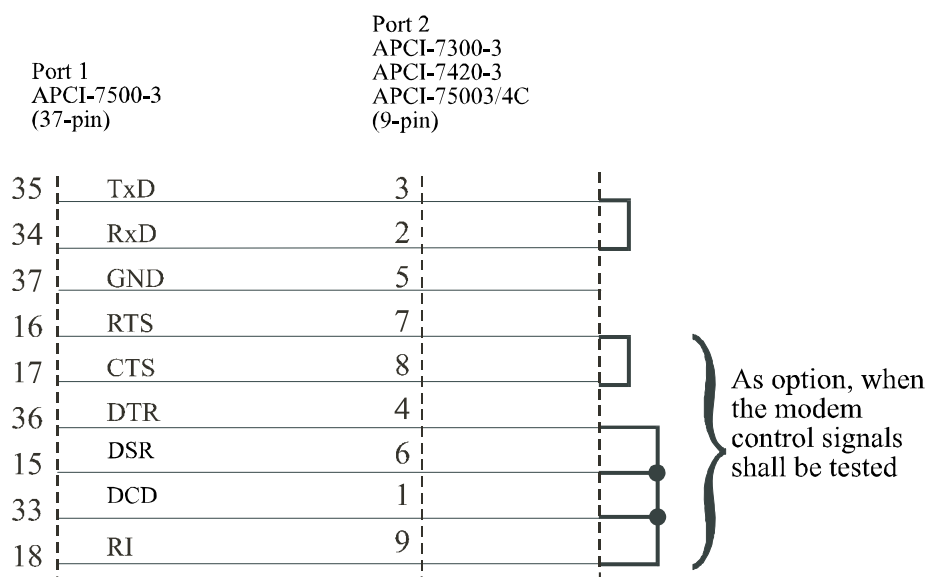 Port 1
APCI-7500-3
(37-pin)
Port 2
APCI-7300-3
APCI-7420-3
APCI-75003/4C
(9-pin)
35 TxD 3
34 RxD 2
37 GND 5
16 RTS 7
17 CTS 8
36 DTR 4
15 DSR 6
33 DCD 1
18 RI 9
As option, when
the modem
control signals
shall be tested